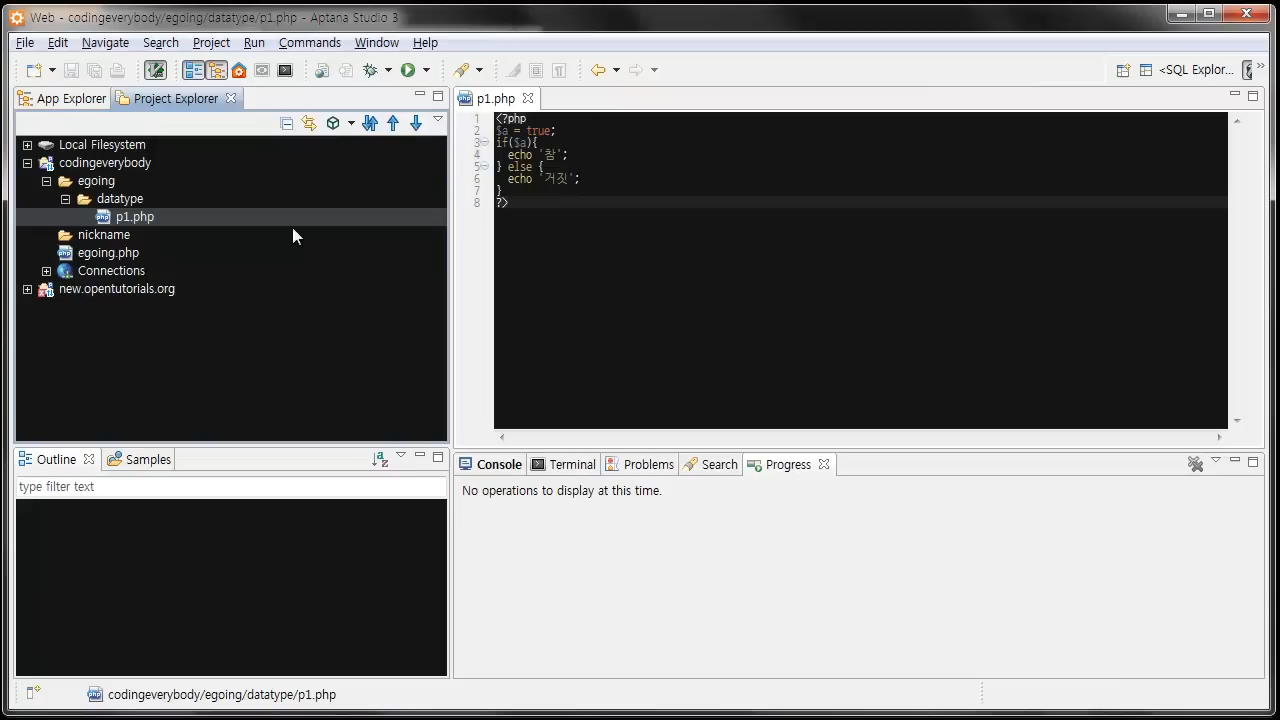 Web - codingeverybody/egoing/datatype/p1.php - Aptana Studio 3
File Edit Navigate Search Project Run Commands Window Help
<SQL Explor...
App Explorer Project Explorer
Local Filesystem
codingeverybody
egoing
datatype
p1.php
nickname
egoing.php
Connections
new.opentutorials.org
p1.php
1 <?php
2 $a = true;
3 if($a){
4 echo '참';
5 } else {
6 echo '거짓';
7 }
8 ?>
Outline Samples
type filter text
Console Terminal Problems Search Progress
No operations to display at this time.
codingeverybody/egoing/datatype/p1.php